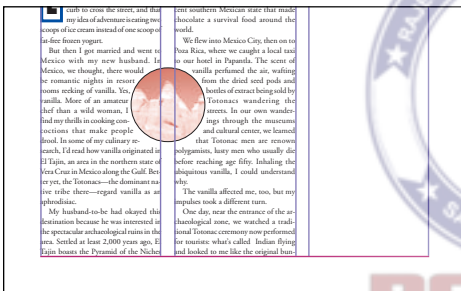 curb to cross the street, and that
my idea of adventure is eating two
scoops of ice cream instead of one scoop of
fat-free frozen yogurt.
But then I got married and went to
Mexico with my new husband. In
Mexico, we thought, there would
be romantic nights in resort
rooms reeking of vanilla. Yes,
vanilla. More of an amateur
chef than a wild woman, I
find my thrills in cooking con-
coctions that make people
drool. In some of my culinary re-
search, I'd read how vanilla originated in
El Tajin, an area in the northern state of
Vera Cruz in Mexico along the Gulf. Bet-
ter yet, the Totonacs—the dominant na-
tive tribe there—regard vanilla as an
aphrodisiac.
My husband-to-be had okayed this
destination because he was interested in
the spectacular archaeological ruins in the
area. Settled at least 2,000 years ago, El
Tajin boasts the Pyramid of the Niches
cent southern Mexican state that made
chocolate a survival food around the
world.
We flew into Mexico City, then on to
Poza Rica, where we caught a local taxi
to our hotel in Papantla. The scent of
vanilla perfumed the air, wafting
from the dried seed pods and
bottles of extract being sold by
Totonacs wandering the
streets. In our own wander-
ings through the museums
and cultural center, we learned
that Totonac men are renown
polygamists, lusty men who usually die
before reaching age fifty. Inhaling the
ubiquitous vanilla, I could understand
why.
The vanilla affected me, too, but my
impulses took a different turn.
One day, near the entrance of the ar-
chaeological zone, we watched a tradi-
tional Totonac ceremony now performed
for tourists: what's called Indian flying
and looked to me like the original bun-